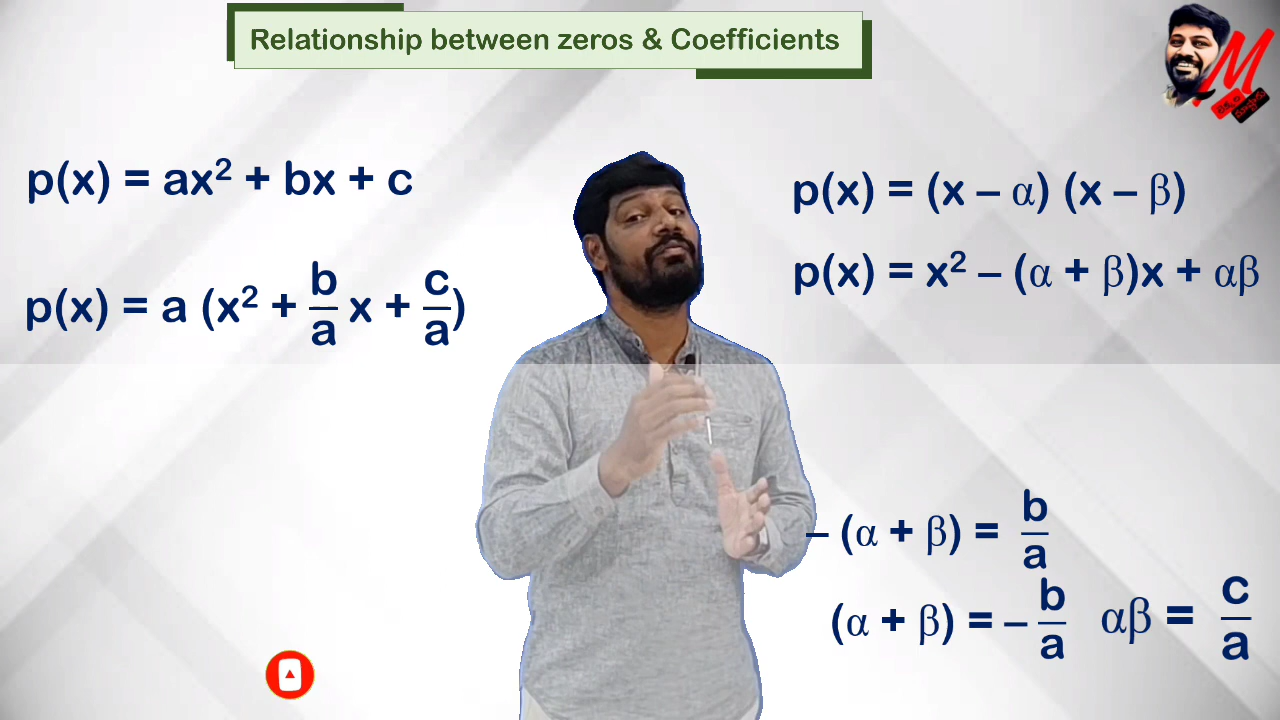 Relationship between zeros & Coefficients
M
p(x) = ax² + bx + c
p(x) = a (x² + b/a x + c/a)
p(x) = (x – α) (x – β)
p(x) = x² – (α + β)x + αβ
– (α + β) = b/a
(α + β) = – b/a
αβ = c/a